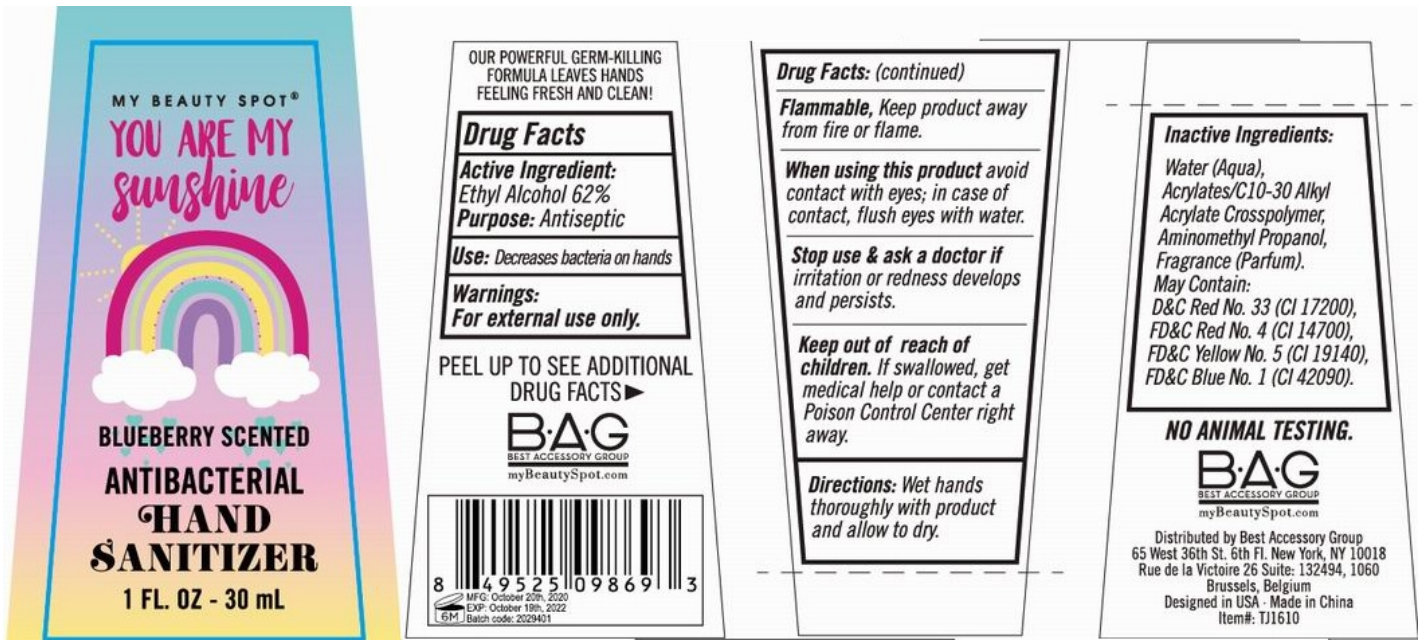 MY BEAUTY SPOT®
YOU ARE MY
sunshine
BLUEBERRY SCENTED
ANTIBACTERIAL
HAND
SANITIZER
1 FL. OZ - 30 mL
OUR POWERFUL GERM-KILLING
FORMULA LEAVES HANDS
FEELING FRESH AND CLEAN!
Drug Facts
Active Ingredient:
Ethyl Alcohol 62%
Purpose: Antiseptic
Use: Decreases bacteria on hands
Warnings:
For external use only.
PEEL UP TO SEE ADDITIONAL
DRUG FACTS►
B·A·G
BEST ACCESSORY GROUP
myBeautySpot.com
8 49525 09869 3
6M
MFG: October 20th, 2020
EXP: October 19th, 2022
Batch code: 2029401
Drug Facts: (continued)
Flammable, Keep product away
from fire or flame.
When using this product avoid
contact with eyes; in case of
contact, flush eyes with water.
Stop use & ask a doctor if
irritation or redness develops
and persists.
Keep out of reach of
children. If swallowed, get
medical help or contact a
Poison Control Center right
away.
Directions: Wet hands
thoroughly with product
and allow to dry.
Inactive Ingredients:
Water (Aqua),
Acrylates/C10-30 Alkyl
Acrylate Crosspolymer,
Aminomethyl Propanol,
Fragrance (Parfum).
May Contain:
D&C Red No. 33 (CI 17200),
FD&C Red No. 4 (CI 14700),
FD&C Yellow No. 5 (CI 19140),
FD&C Blue No. 1 (CI 42090).
NO ANIMAL TESTING.
B·A·G
BEST ACCESSORY GROUP
myBeautySpot.com
Distributed by Best Accessory Group
65 West 36th St. 6th Fl. New York, NY 10018
Rue de la Victoire 26 Suite: 132494, 1060
Brussels, Belgium
Designed in USA · Made in China
Item#: TJ1610